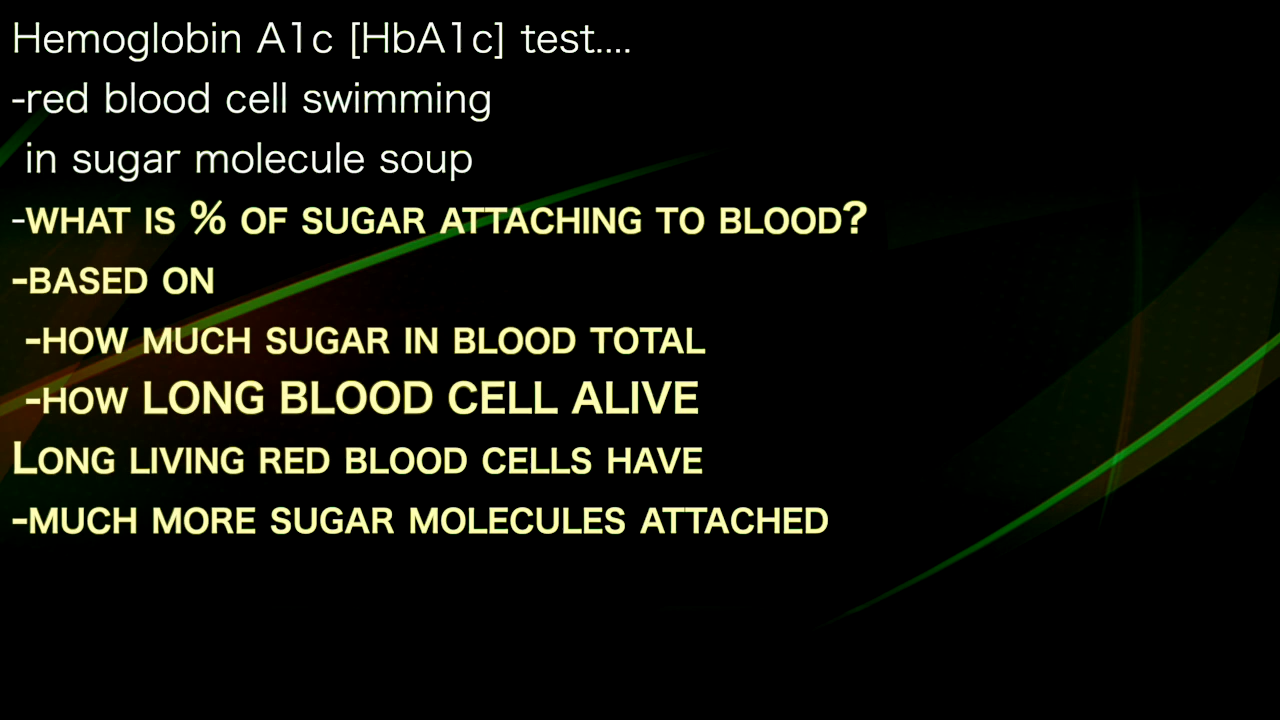 Hemoglobin A1c [HbA1c] test....
-red blood cell swimming
in sugar molecule soup
-WHAT IS % OF SUGAR ATTACHING TO BLOOD?
-BASED ON
-HOW MUCH SUGAR IN BLOOD TOTAL
-HOW LONG BLOOD CELL ALIVE
LONG LIVING RED BLOOD CELLS HAVE
-MUCH MORE SUGAR MOLECULES ATTACHED